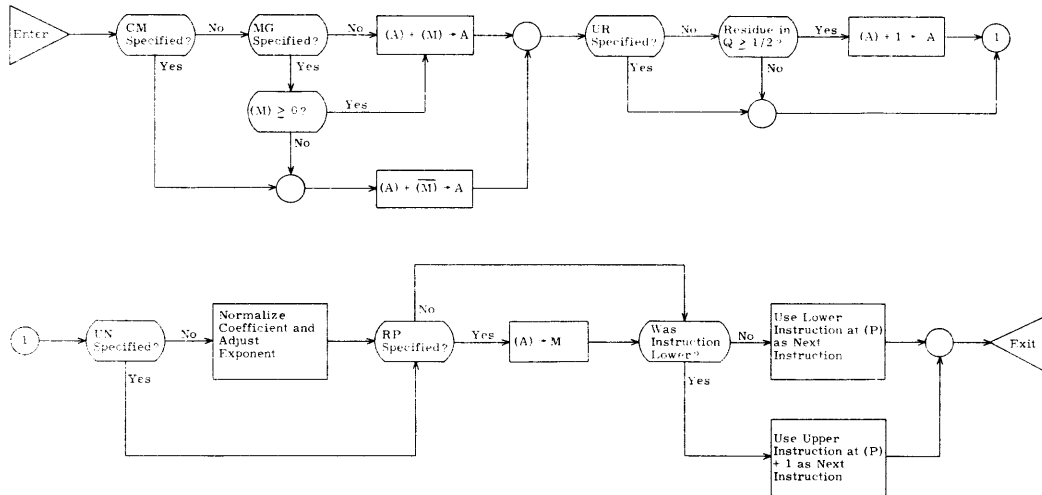 Enter
CM
Specified?
No
Yes
MG
Specified?
No
Yes
(A) + (M) → A
(M) ≥ 0?
Yes
No
(A) + (M̅) → A
UR
Specified?
No
Yes
Residue in
Q ≥ 1/2?
Yes
No
(A) + 1 → A
1
1
UN
Specified?
No
Yes
Normalize
Coefficient and
Adjust
Exponent
RP
Specified?
No
Yes
(A) → M
Was
Instruction
Lower?
No
Yes
Use Lower
Instruction at (P)
as Next
Instruction
Use Upper
Instruction at (P)
+ 1 as Next
Instruction
Exit